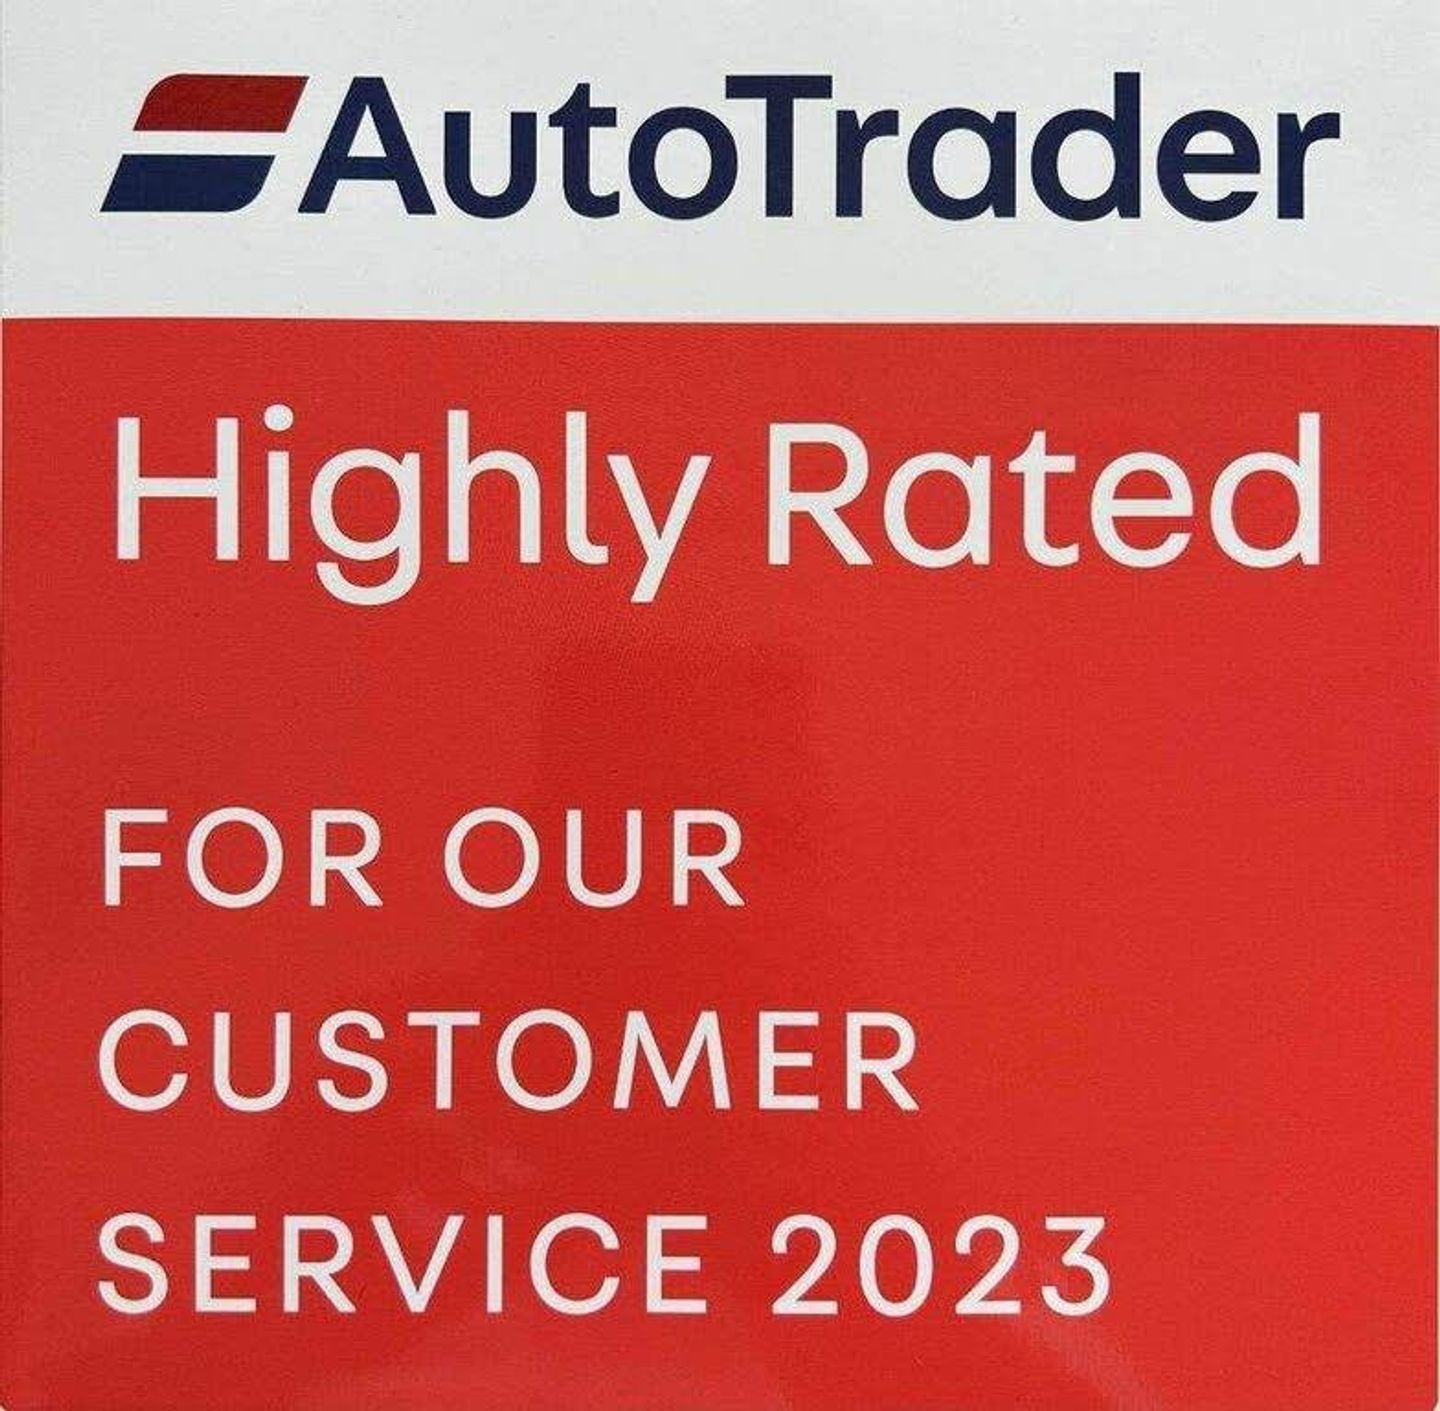 AutoTrader
Highly Rated
FOR OUR
CUSTOMER
SERVICE 2023